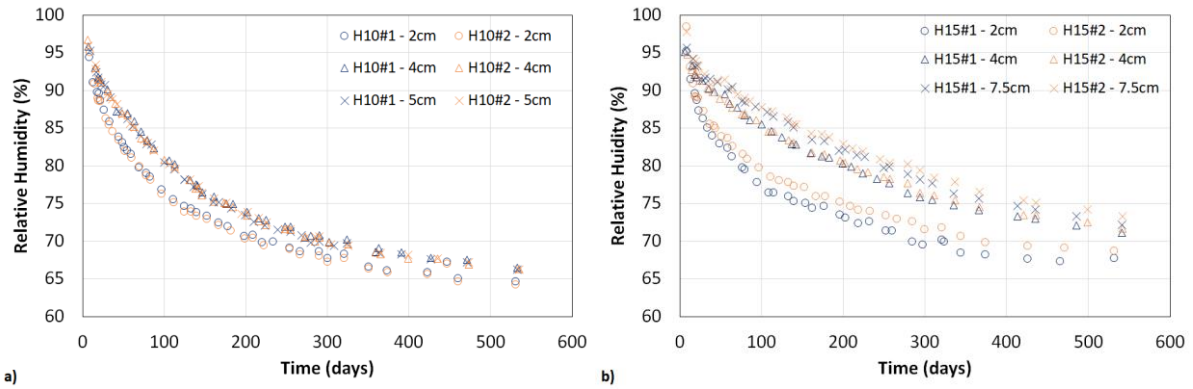 100
95
90
85
80
75
70
65
60
Relative Humidity (%)
H10#1 - 2cm H10#2 - 2cm
H10#1 - 4cm H10#2 - 4cm
H10#1 - 5cm H10#2 - 5cm
0 100 200 300 400 500 600
Time (days)
a)
100
95
90
85
80
75
70
65
60
Relative Huidity (%)
H15#1 - 2cm H15#2 - 2cm
H15#1 - 4cm H15#2 - 4cm
H15#1 - 7.5cm H15#2 - 7.5cm
0 100 200 300 400 500 600
Time (days)
b)